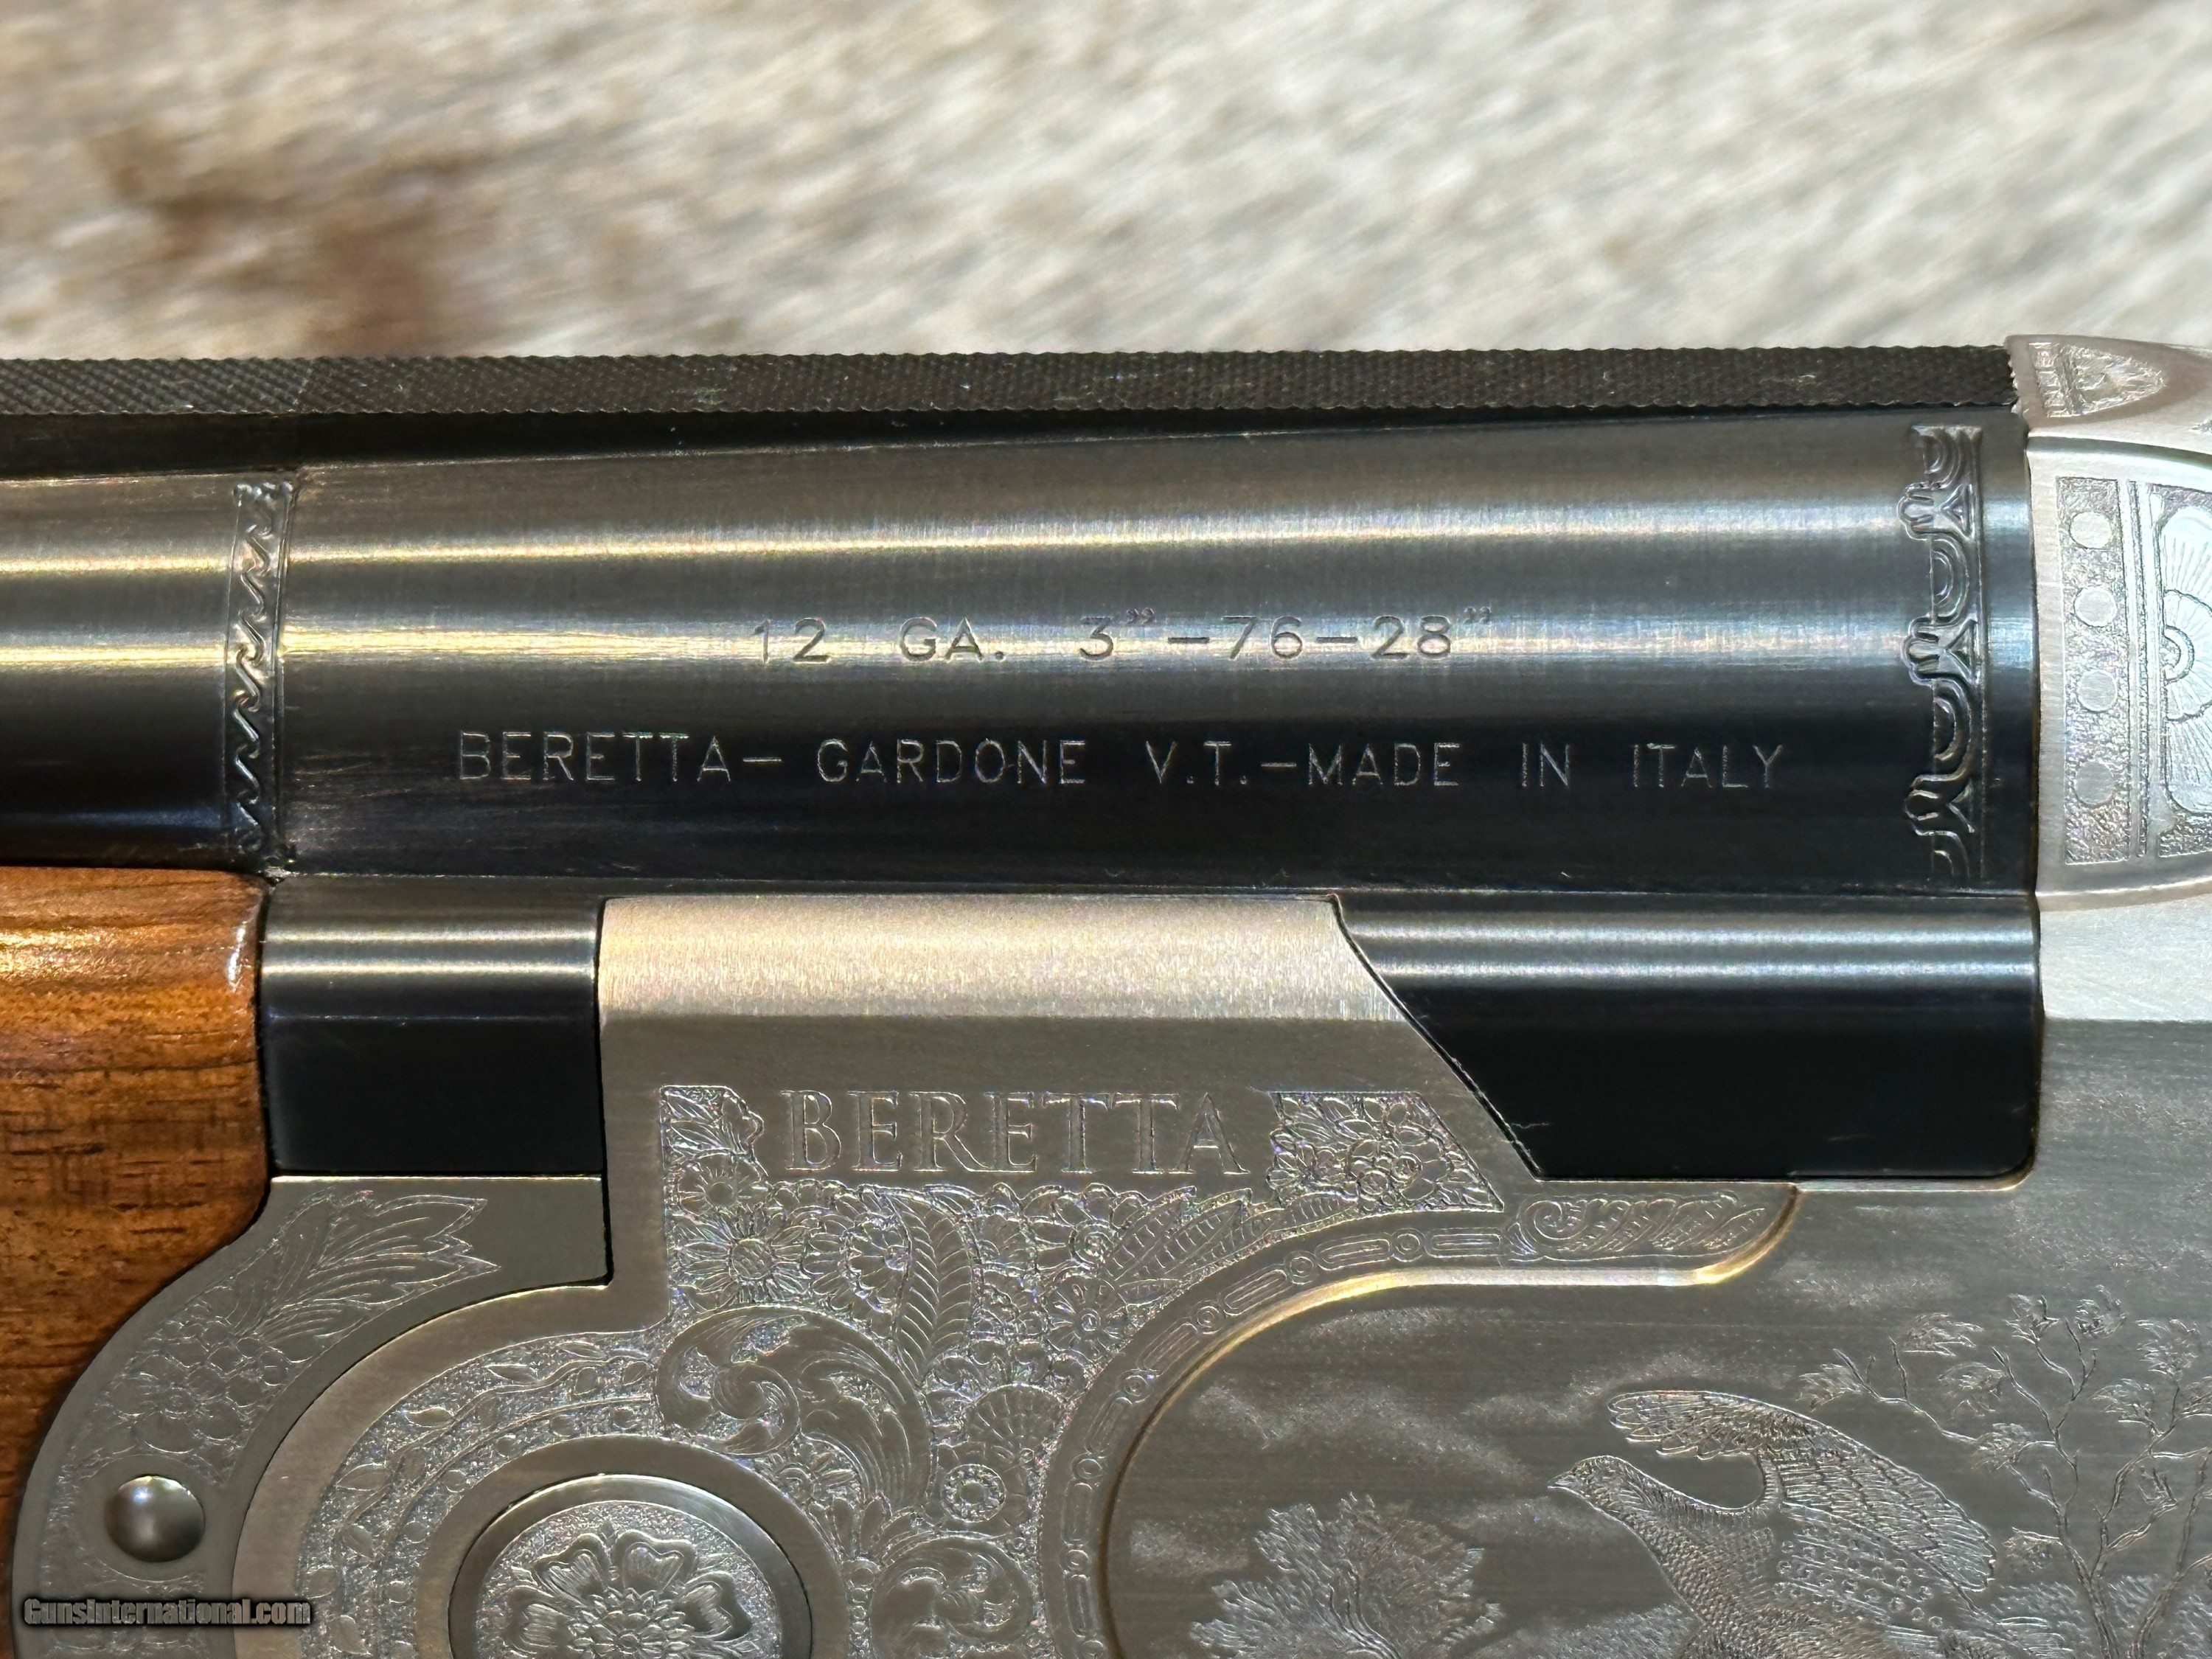 12 GA. 3"-76-28"
BERETTA- GARDONE V.T.-MADE IN ITALY
BERETTA
GunsInternational.com